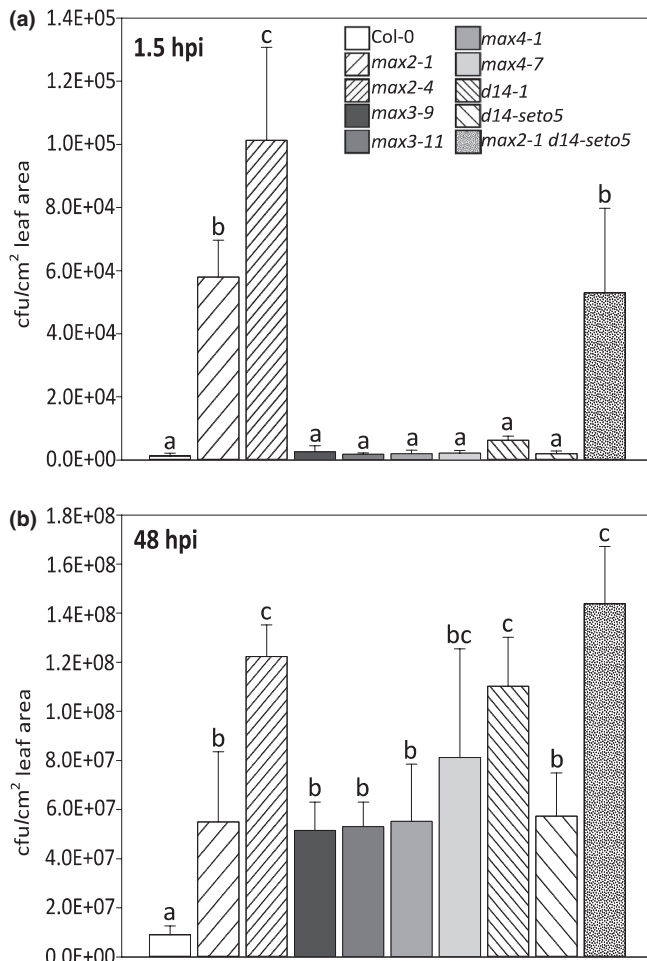 (a)
1.5 hpi
cfu/cm² leaf area
1.4E+05
1.2E+05
1.0E+05
8.0E+04
6.0E+04
4.0E+04
2.0E+04
0.0E+00
Col-0
max2-1
max2-4
max3-9
max3-11
max4-1
max4-7
d14-1
d14-seto5
max2-1 d14-seto5
a b c a a a a a a b
(b)
48 hpi
cfu/cm² leaf area
1.8E+08
1.6E+08
1.4E+08
1.2E+08
1.0E+08
8.0E+07
6.0E+07
4.0E+07
2.0E+07
0.0E+00
a b c b b b bc c b c